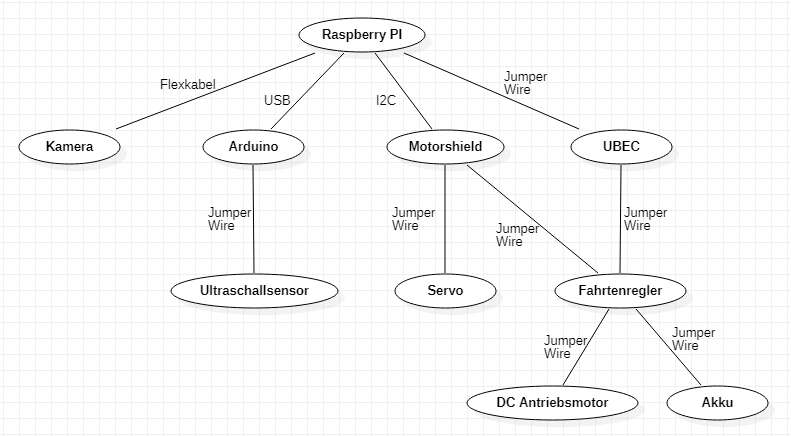 Raspberry PI
Flexkabel
USB
I2C
Jumper
Wire
Kamera
Arduino
Motorshield
UBEC
Jumper
Wire
Jumper
Wire
Jumper
Wire
Jumper
Wire
Ultraschallsensor
Servo
Fahrtenregler
Jumper
Wire
Jumper
Wire
DC Antriebsmotor
Akku